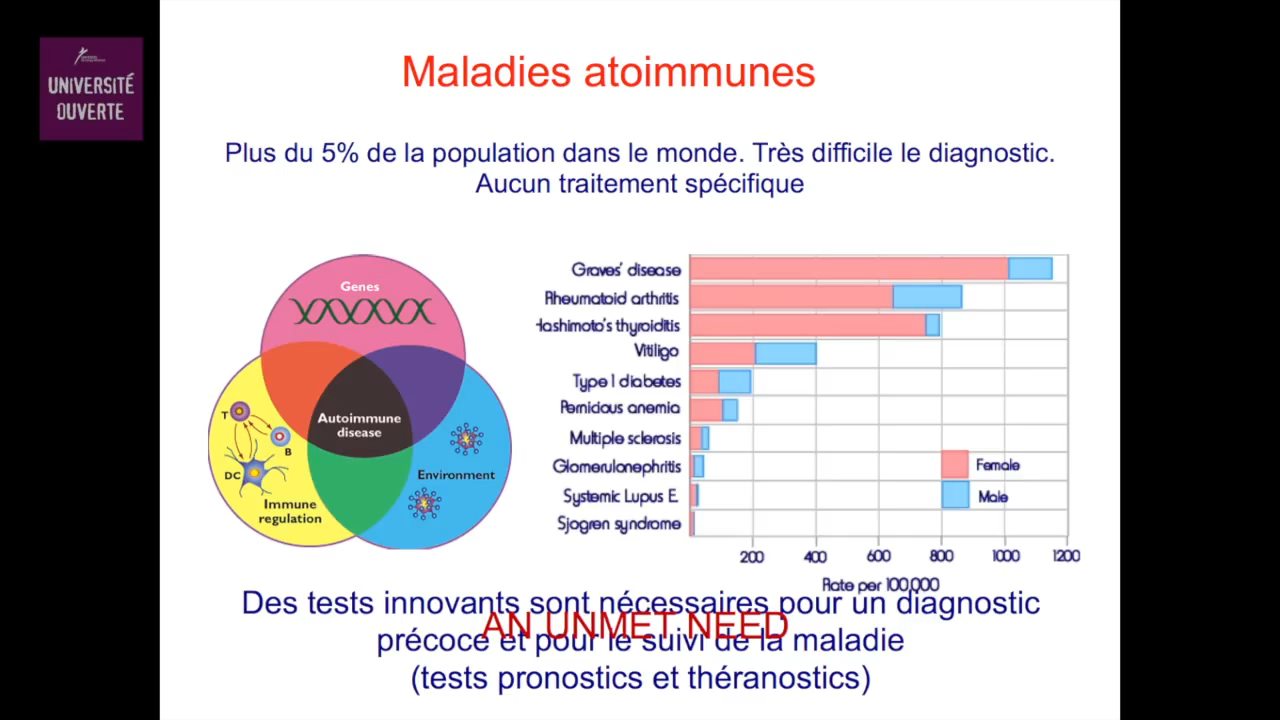 UNIVERSITÉ
OUVERTE
Maladies atoimmunes
Plus du 5% de la population dans le monde. Très difficile le diagnostic.
Aucun traitement spécifique
Genes
T
B
DC
Autoimmune
disease
Environment
Immune
regulation
Graves' disease
Rheumatoid arthritis
Hashimoto's thyroiditis
Vitiligo
Type 1 diabetes
Pernicious anemia
Multiple sclerosis
Glomerulonephritis
Systemic Lupus E.
Sjogren syndrome
Female
Male
200 400 600 800 1000 1200
Rate per 100,000
Des tests innovants sont nécessaires pour un diagnostic
AN UNMET NEED
précoce et pour le suivi de la maladie
(tests pronostics et théranostics)